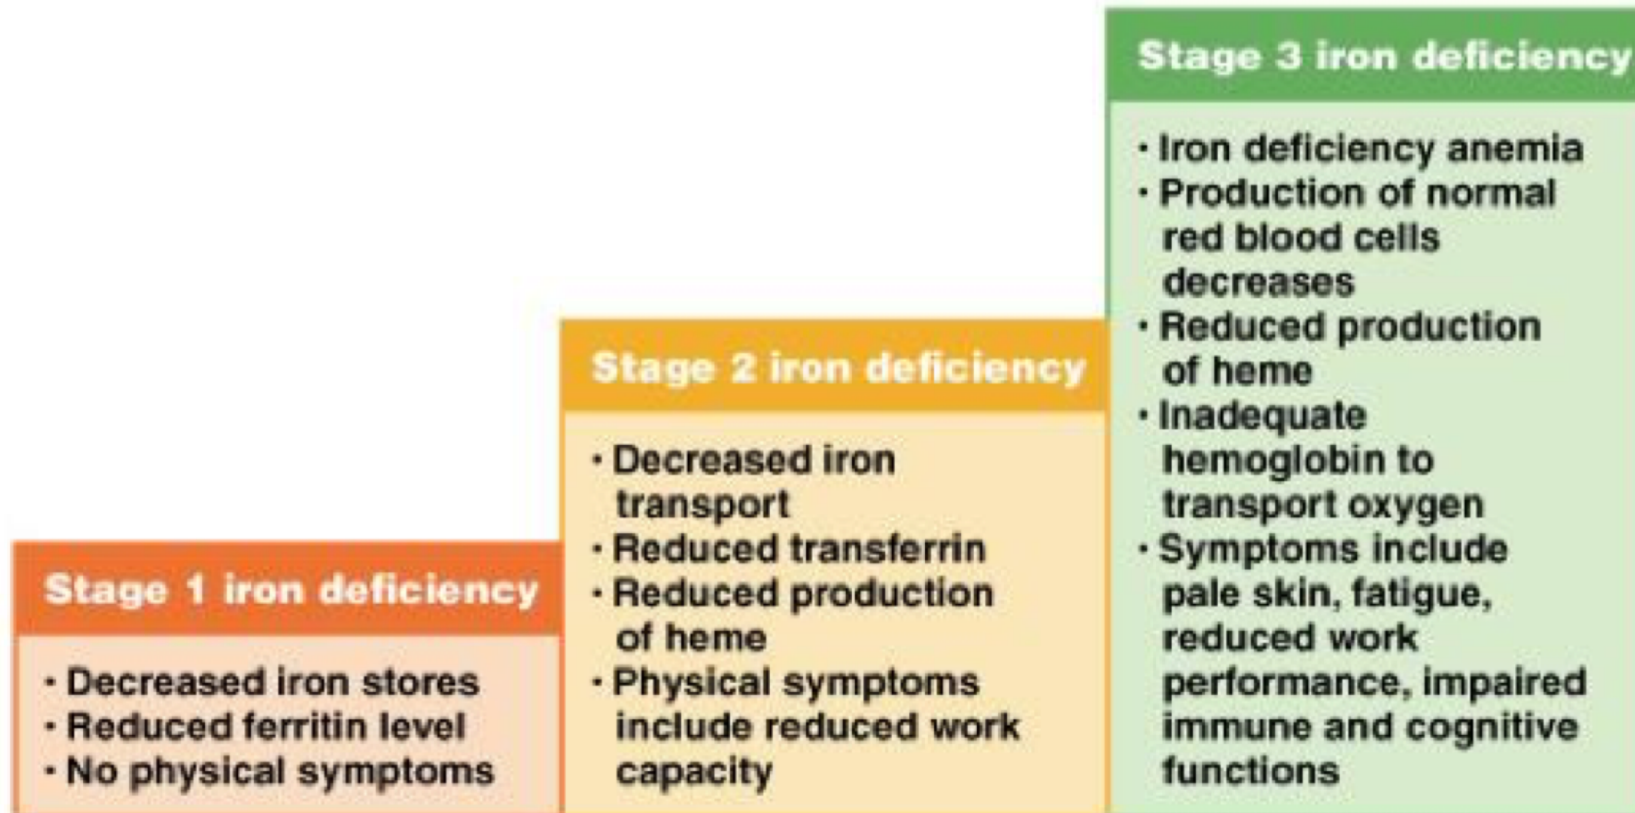 Stage 1 iron deficiency
· Decreased iron stores
· Reduced ferritin level
· No physical symptoms
Stage 2 iron deficiency
· Decreased iron
transport
· Reduced transferrin
· Reduced production
of heme
· Physical symptoms
include reduced work
capacity
Stage 3 iron deficiency
· Iron deficiency anemia
· Production of normal
red blood cells
decreases
· Reduced production
of heme
· Inadequate
hemoglobin to
transport oxygen
· Symptoms include
pale skin, fatigue,
reduced work
performance, impaired
immune and cognitive
functions